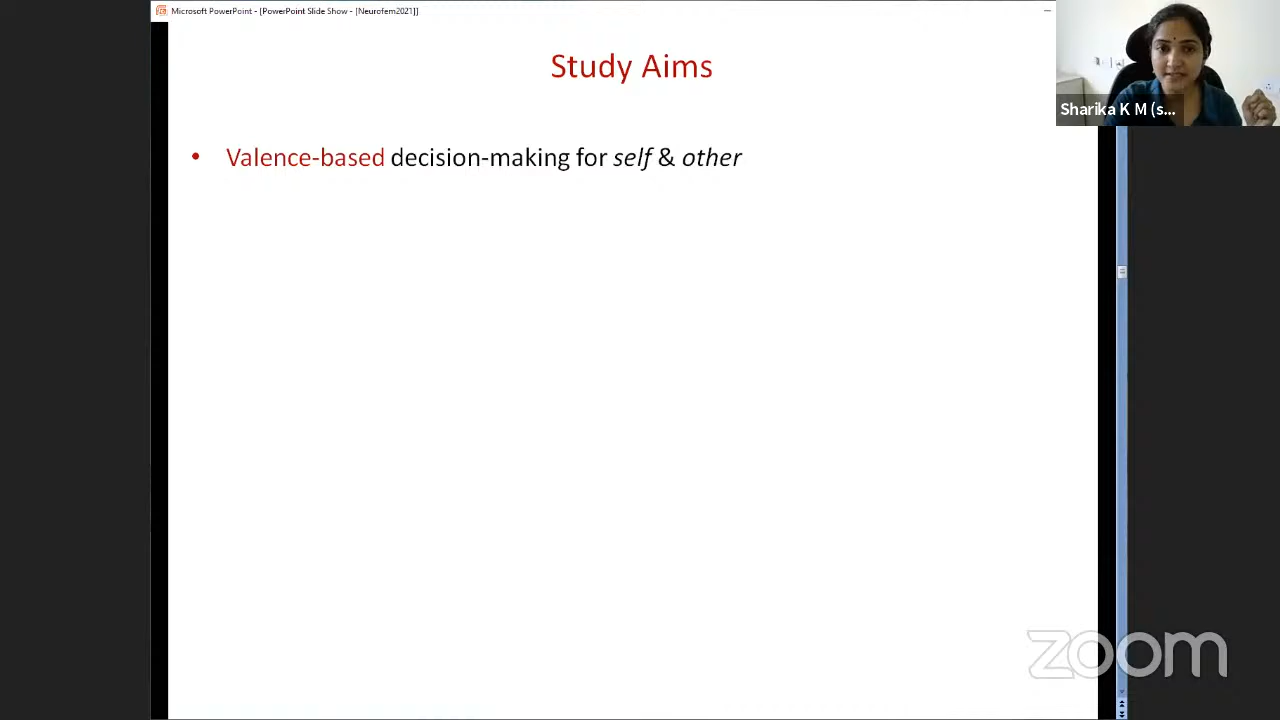 Microsoft PowerPoint - [PowerPoint Slide Show - [Neurofem2021]]
Study Aims
Sharika K M (s...
• Valence-based decision-making for self & other
zoom